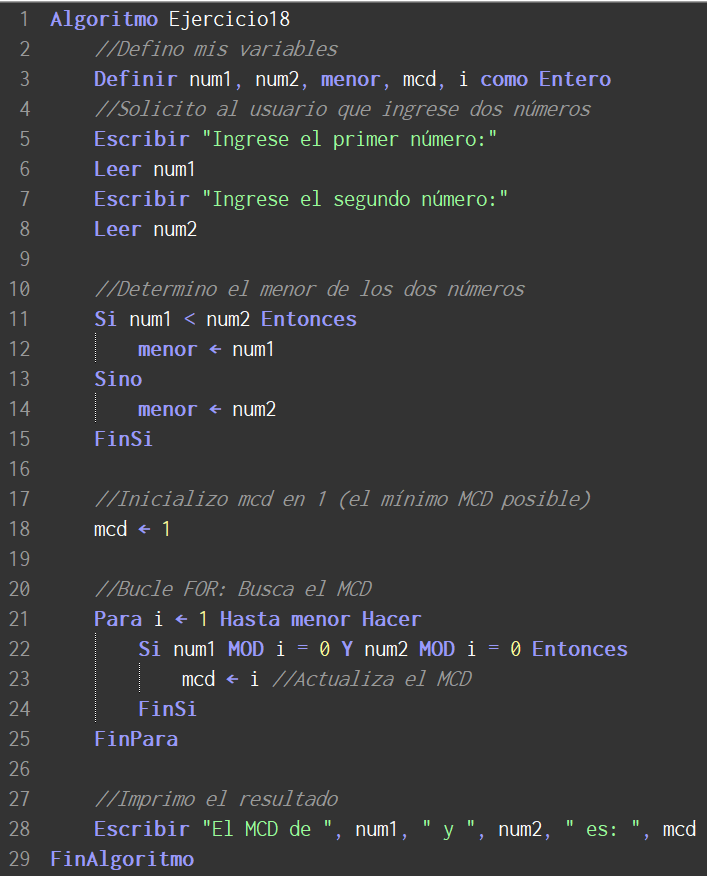 1 Algoritmo Ejercicio18
2 //Defino mis variables
3 Definir num1, num2, menor, mcd, i como Entero
4 //Solicito al usuario que ingrese dos números
5 Escribir "Ingrese el primer número:"
6 Leer num1
7 Escribir "Ingrese el segundo número:"
8 Leer num2
9
10 //Determino el menor de los dos números
11 Si num1 < num2 Entonces
12 menor ← num1
13 Sino
14 menor ← num2
15 FinSi
16
17 //Inicializo mcd en 1 (el mínimo MCD posible)
18 mcd ← 1
19
20 //Bucle FOR: Busca el MCD
21 Para i ← 1 Hasta menor Hacer
22 Si num1 MOD i = 0 Y num2 MOD i = 0 Entonces
23 mcd ← i //Actualiza el MCD
24 FinSi
25 FinPara
26
27 //Imprimo el resultado
28 Escribir "El MCD de ", num1, " y ", num2, " es: ", mcd
29 FinAlgoritmo